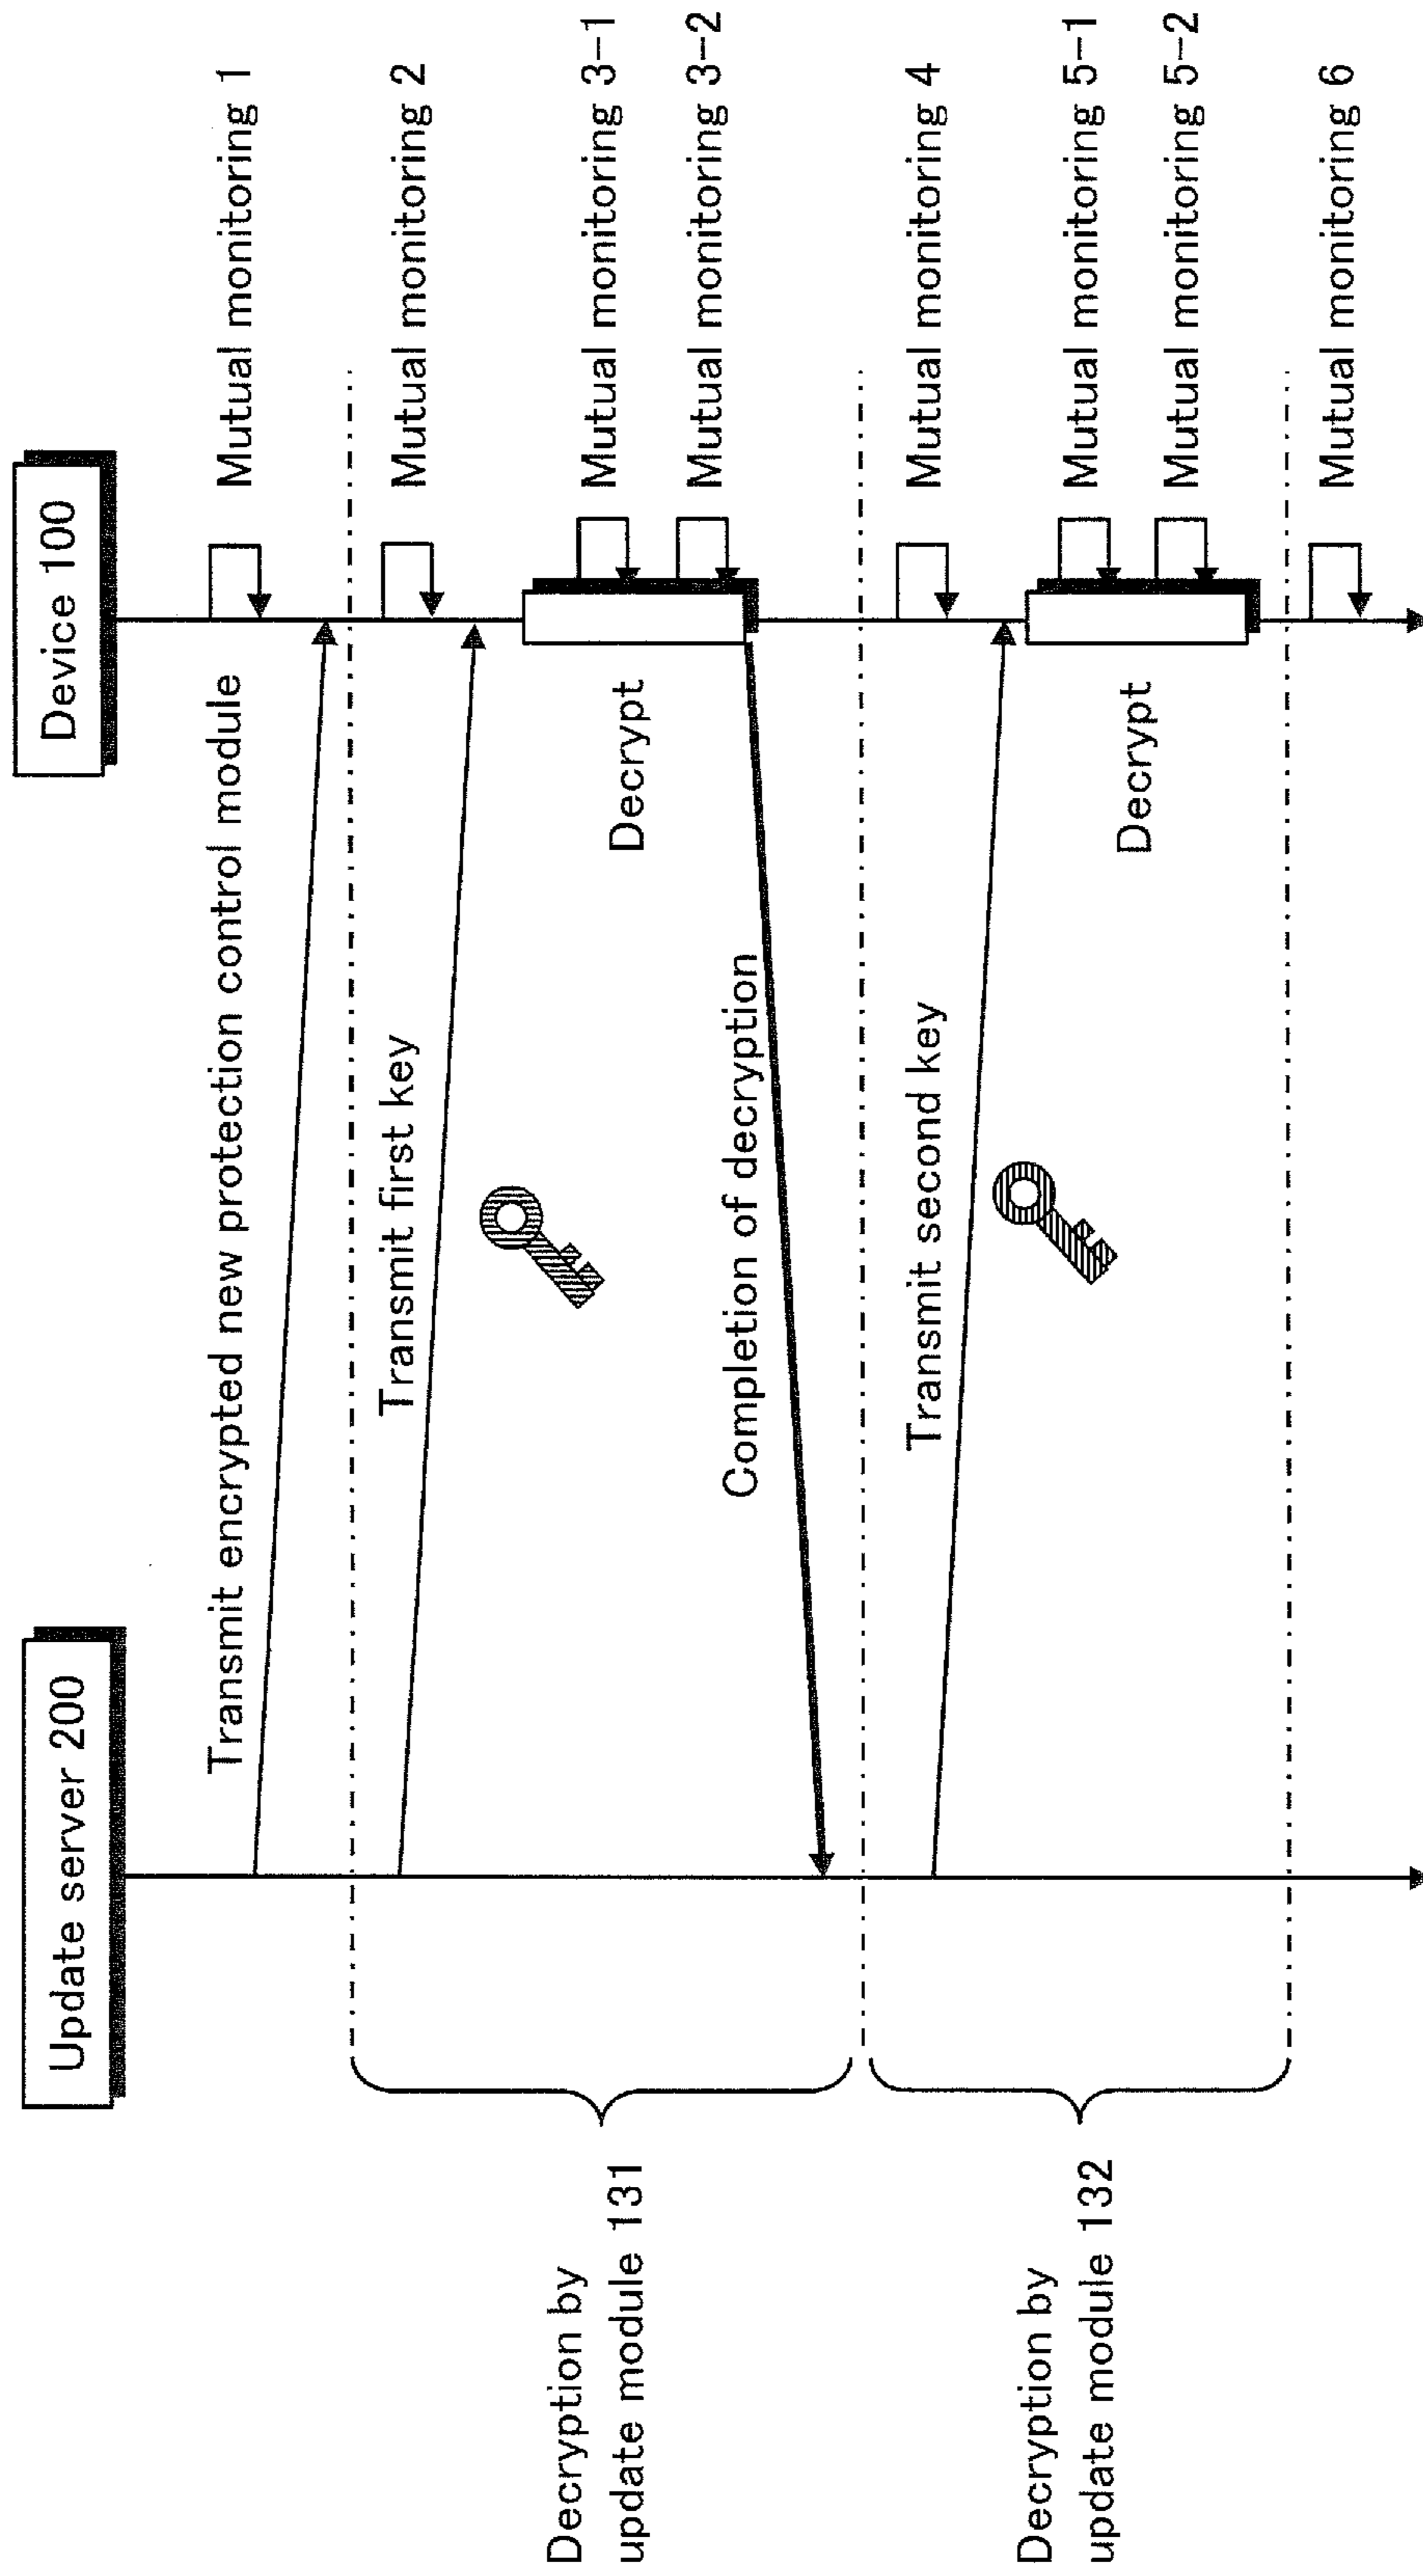 Update server 200
Device 100
Transmit encrypted new protection control module
Mutual monitoring 1
Decryption by
update module 131
Transmit first key
Mutual monitoring 2
Decrypt
Mutual monitoring 3-1
Mutual monitoring 3-2
Completion of decryption
Decryption by
update module 132
Transmit second key
Mutual monitoring 4
Decrypt
Mutual monitoring 5-1
Mutual monitoring 5-2
Mutual monitoring 6